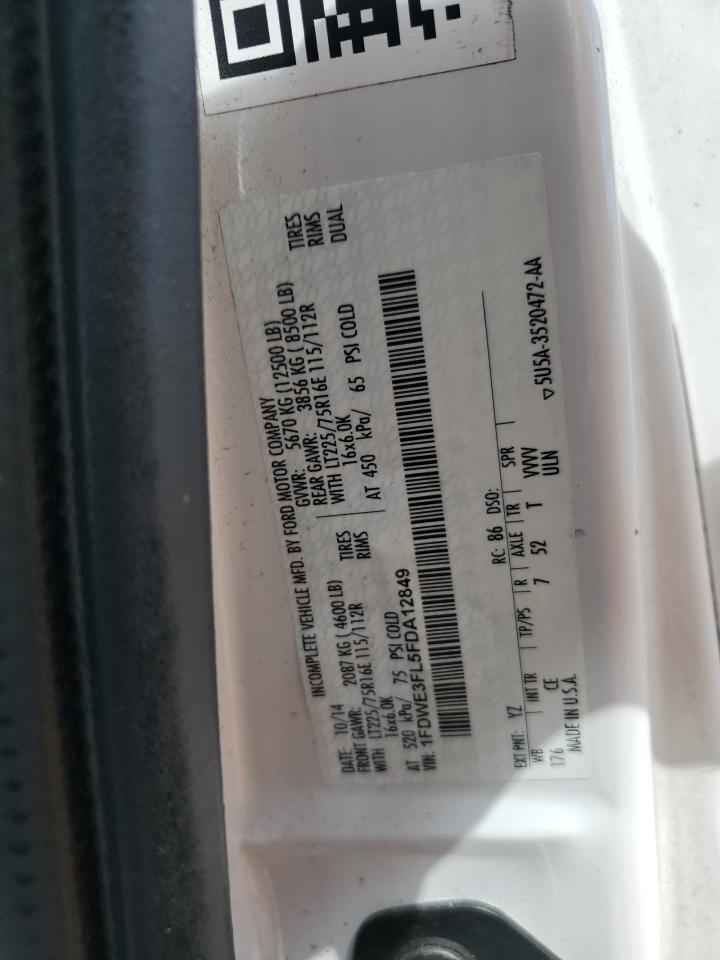 INCOMPLETE VEHICLE MFD. BY FORD MOTOR COMPANY
DATE: 10/14 GVWR: 5670 KG (12500 LB)
FRONT GAWR: 2087 KG ( 4600 LB) REAR GAWR: 3856 KG ( 8500 LB)
WITH LT225/75R16E 115/112R TIRES WITH LT225/75R16E 115/112R TIRES
16x6.0K RIMS 16x6.0K RIMS
AT 520 kPa/ 75 PSI COLD AT 450 kPa/ 65 PSI COLD DUAL
VIN: 1FDWE3FL5FDA12849
EXT PNT: YZ RC: 86 DSO:
WB INT TR TP/PS R AXLE TR SPR
176 CE 7 52 T VVVV
MADE IN U.S.A. ULN
▽5U5A-3520472-AA